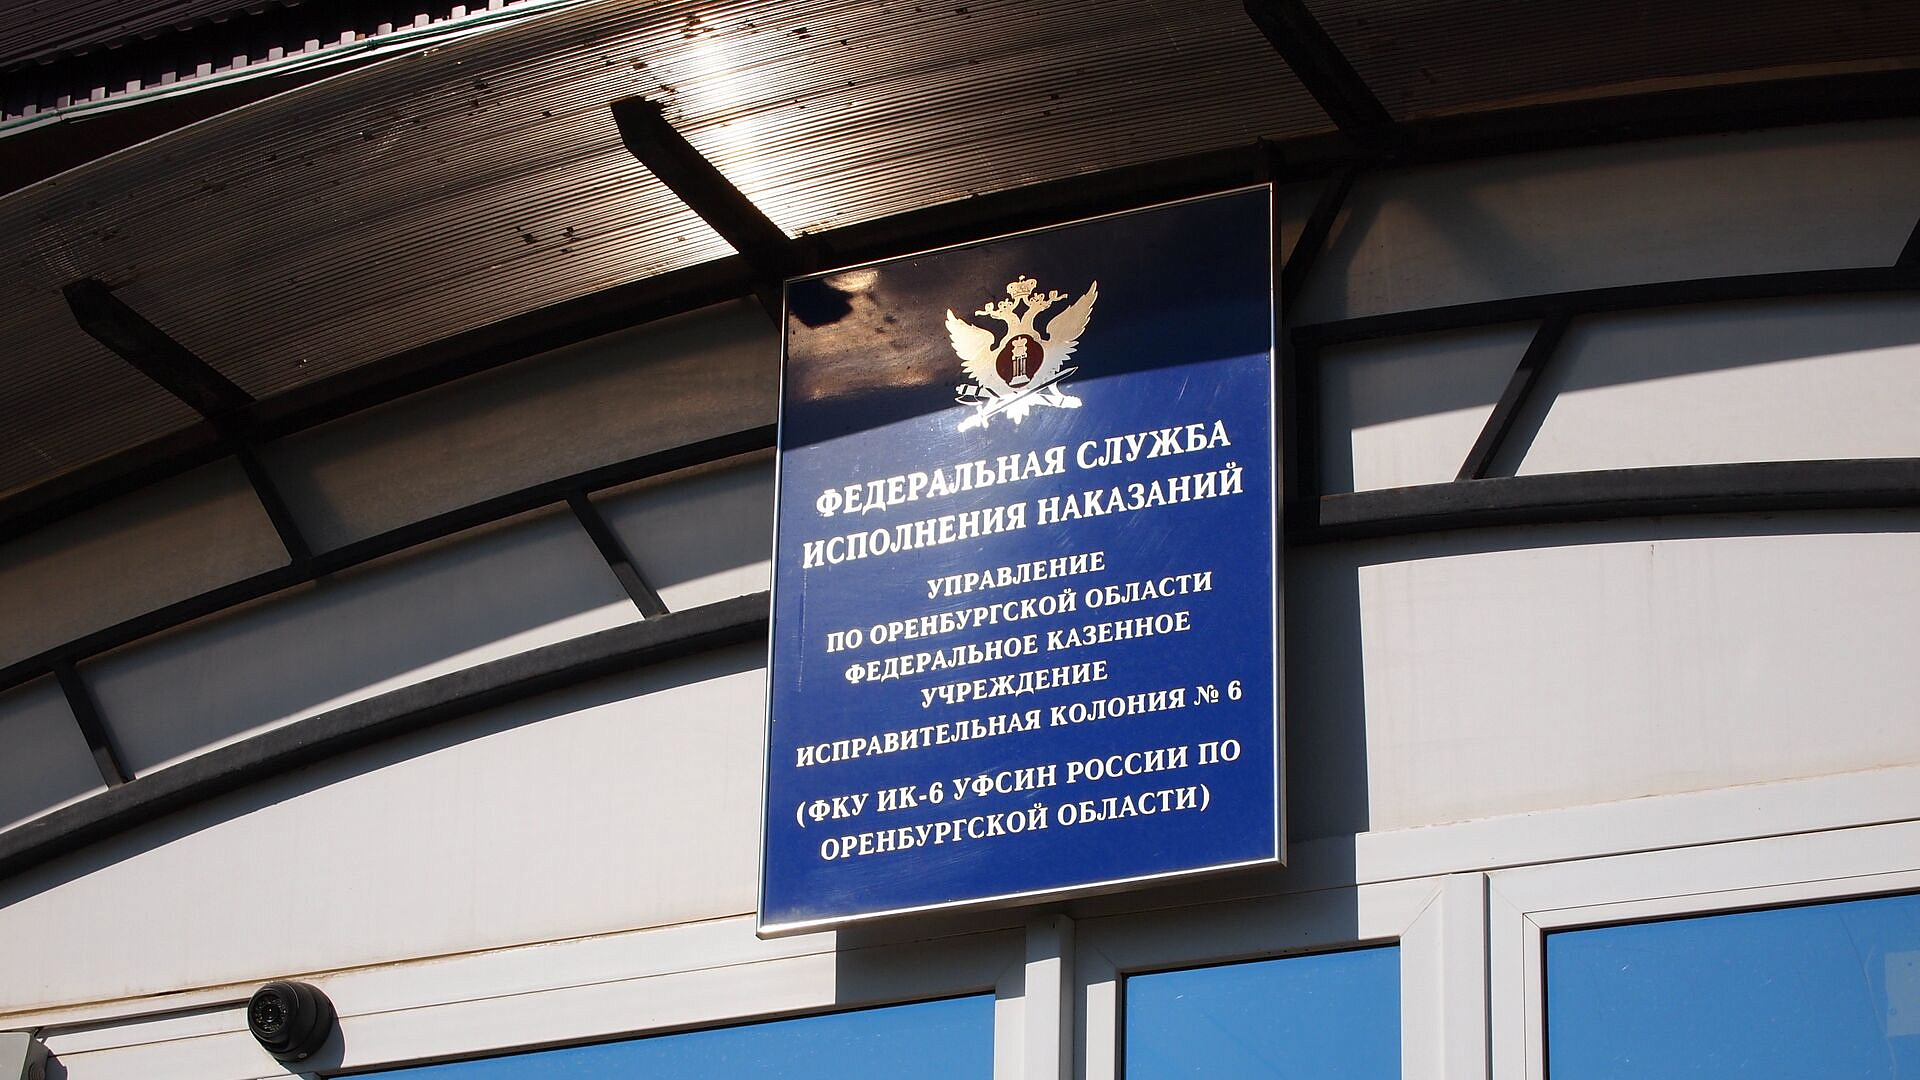 ФЕДЕРАЛЬНАЯ СЛУЖБА
ИСПОЛНЕНИЯ НАКАЗАНИЙ
УПРАВЛЕНИЕ
ПО ОРЕНБУРГСКОЙ ОБЛАСТИ
ФЕДЕРАЛЬНОЕ КАЗЕННОЕ
УЧРЕЖДЕНИЕ
ИСПРАВИТЕЛЬНАЯ КОЛОНИЯ № 6
(ФКУ ИК-6 УФСИН РОССИИ ПО
ОРЕНБУРГСКОЙ ОБЛАСТИ)